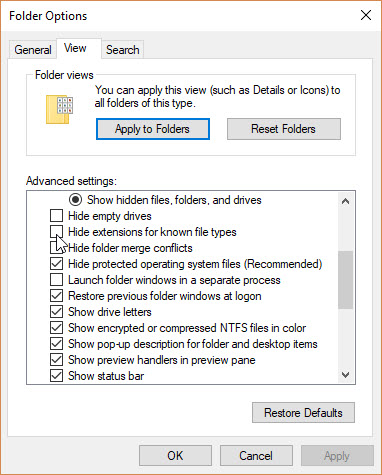 Folder Options
General View Search
Folder views
You can apply this view (such as Details or Icons) to
all folders of this type.
Apply to Folders Reset Folders
Advanced settings:
Show hidden files, folders, and drives
Hide empty drives
Hide extensions for known file types
Hide folder merge conflicts
Hide protected operating system files (Recommended)
Launch folder windows in a separate process
Restore previous folder windows at logon
Show drive letters
Show encrypted or compressed NTFS files in color
Show pop-up description for folder and desktop items
Show preview handlers in preview pane
Show status bar
Restore Defaults
OK Cancel Apply